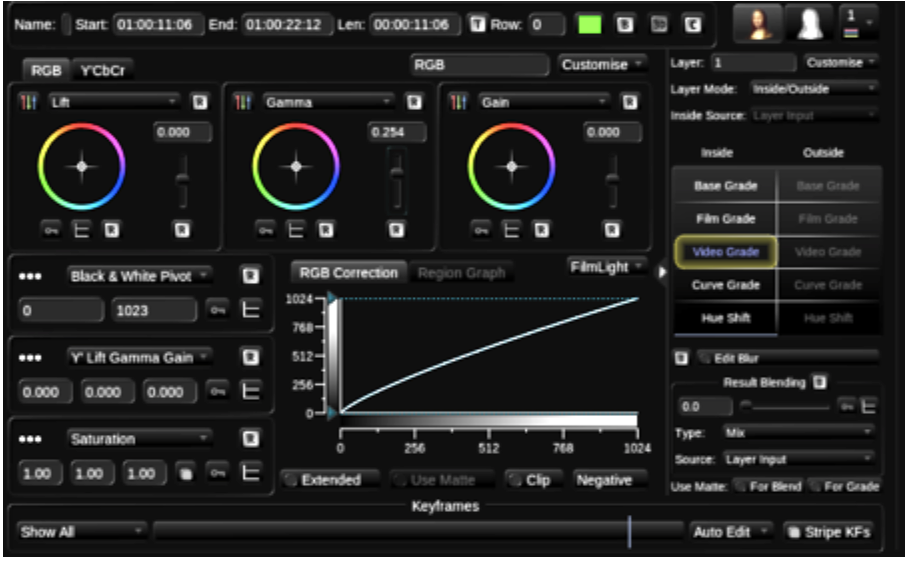 Name: Start: 01:00:11:06 End: 01:00:22:12 Len: 00:00:11:06 T Row: 0
1
RGB Y'CbCr RGB Customise
Layer: 1 Customise
Layer Mode: Inside/Outside
Inside Source: Layer Input
Lift Gamma Gain
0.000 0.254 0.000
Inside Outside
Base Grade Base Grade
Film Grade Film Grade
Video Grade Video Grade
Curve Grade Curve Grade
Hue Shift Hue Shift
Black & White Pivot
0 1023
Y' Lift Gamma Gain
0.000 0.000 0.000
Saturation
1.00 1.00 1.00
RGB Correction Region Graph FilmLight
1024
768
512
256
0
0 256 512 768 1024
Extended Use Matte Clip Negative
Edit Blur
Result Blending
0.0
Type: Mix
Source: Layer Input
Use Matte: For Blend For Grade
Keyframes
Show All Auto Edit Stripe KFs